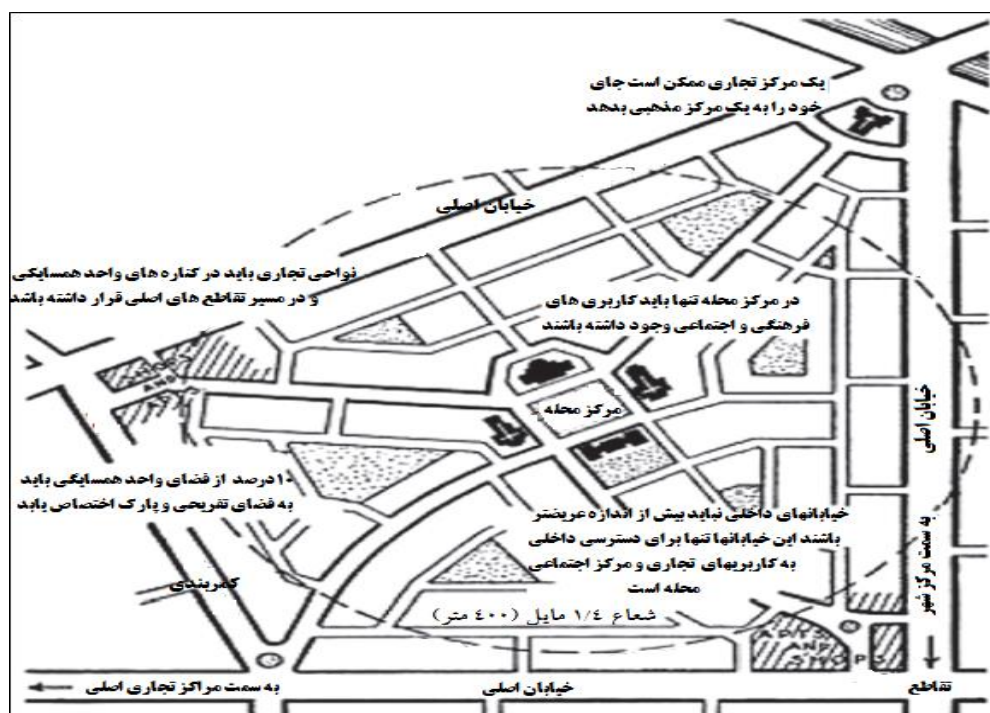 یک مرکز تجاری ممکن است جای
خود را به یک مرکز مذهبی بدهد
خیابان اصلی
نواحی تجاری باید در کناره های واحد همسایگی
و در مسیر تقاطع های اصلی قرار داشته باشد
در مرکز محله تنها باید کاربری های
فرهنگی و اجتماعی وجود داشته باشند
AND
مرکز محله
خیابان اصلی
۱۰درصد از فضای واحد همسایگی باید
به فضای تفریحی و پارک اختصاص یابد
خیابانهای داخلی نباید بیش از اندازه عریضتر
باشند این خیابانها تنها برای دسترسی داخلی
به کاربریهای تجاری و مرکز اجتماعی
محله است
به سمت مرکز شهر
کمربندی
شعاع ۱/٤ مایل (٤۰۰ متر)
APTS
AND
SHOPS
به سمت مراکز تجاری اصلی
خیابان اصلی
تقاطع